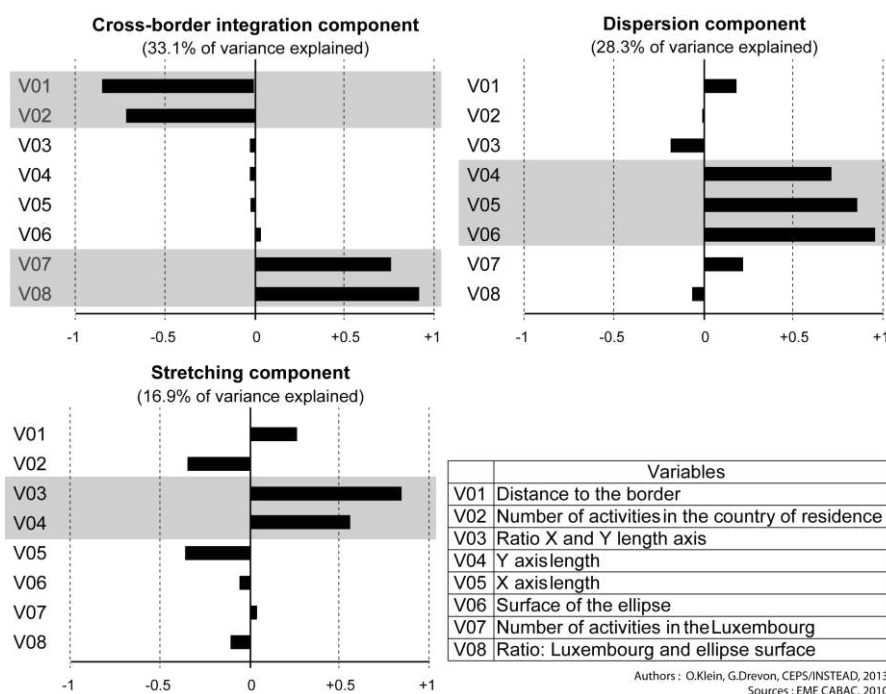 Cross-border integration component
(33.1% of variance explained)
V01
V02
V03
V04
V05
V06
V07
V08
-1 -0.5 0 +0.5 +1
Dispersion component
(28.3% of variance explained)
V01
V02
V03
V04
V05
V06
V07
V08
-1 -0.5 0 +0.5 +1
Stretching component
(16.9% of variance explained)
V01
V02
V03
V04
V05
V06
V07
V08
-1 -0.5 0 +0.5 +1
Variables
V01 Distance to the border
V02 Number of activities in the country of residence
V03 Ratio X and Y length axis
V04 Y axis length
V05 X axis length
V06 Surface of the ellipse
V07 Number of activities in the Luxembourg
V08 Ratio: Luxembourg and ellipse surface
Authors : O.Klein, G.Drevon, CEPS/INSTEAD, 2013
Sources : EMF CABAC, 2010